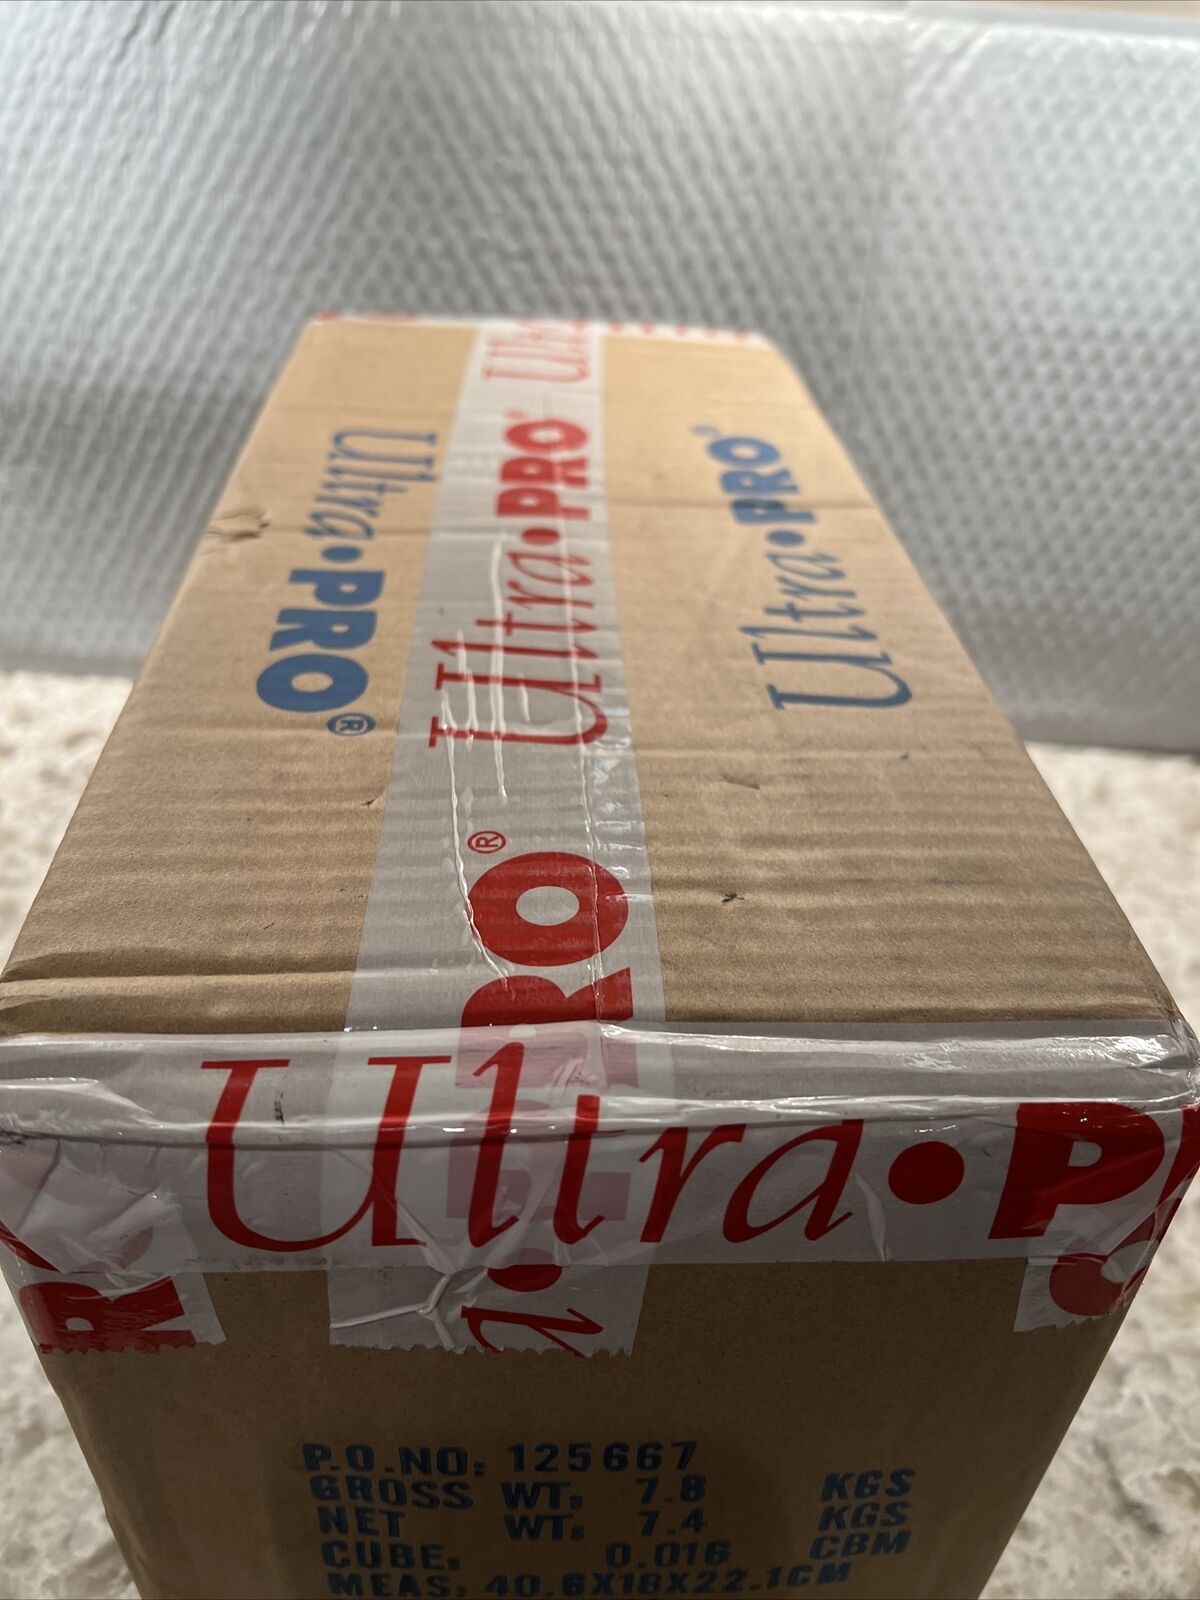 Ultra
Ultra•PRO®
Ultra•PRO®
Ultra•PRO®
PRO®
Ultra•P
RO
a•
P.O.NO: 125667
GROSS WT: 7.8 KGS
NET WT: 7.4 KGS
CUBE: 0.016 CBM
MEAS: 40.6X18X22.1CM